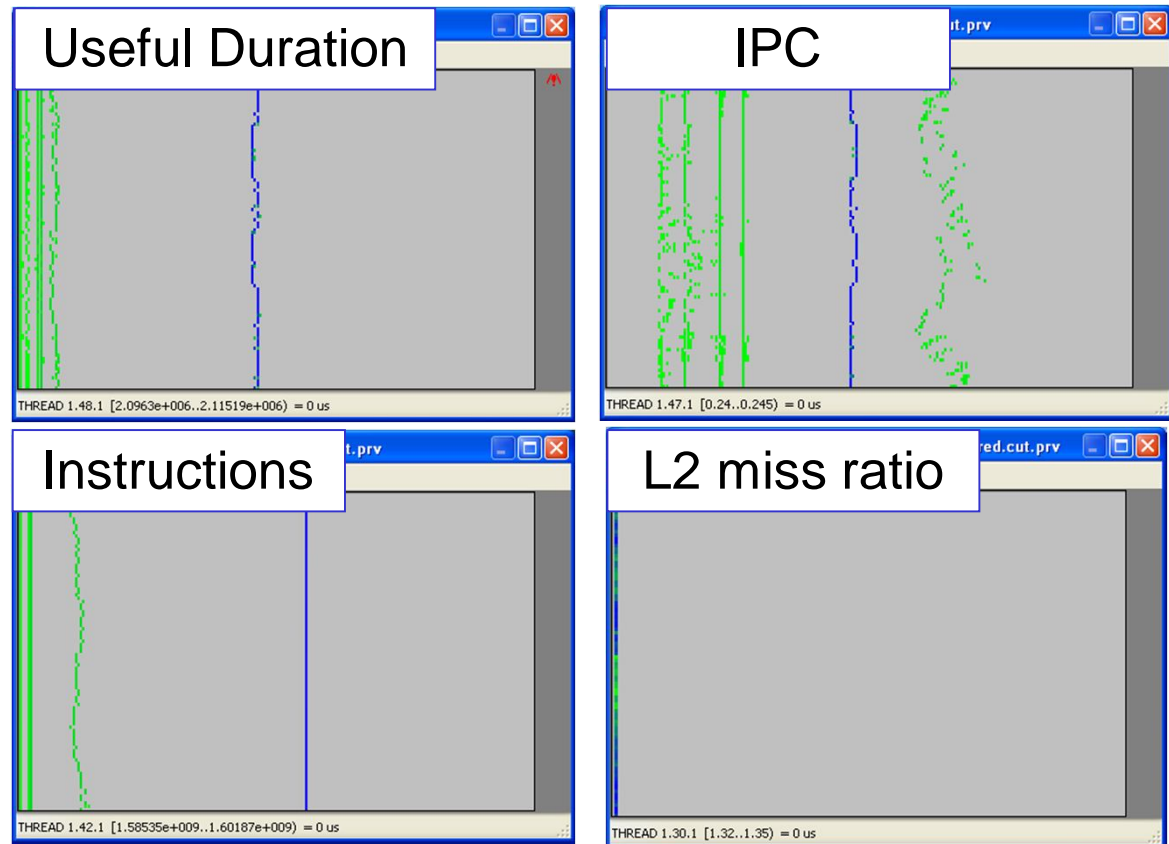 Useful Duration
THREAD 1.48.1 [2.0963e+006..2.11519e+006) = 0 us
IPC
ut.prv
THREAD 1.47.1 [0.24..0.245) = 0 us
Instructions
t.prv
THREAD 1.42.1 [1.58535e+009..1.60187e+009) = 0 us
L2 miss ratio
red.cut.prv
THREAD 1.30.1 [1.32..1.35) = 0 us